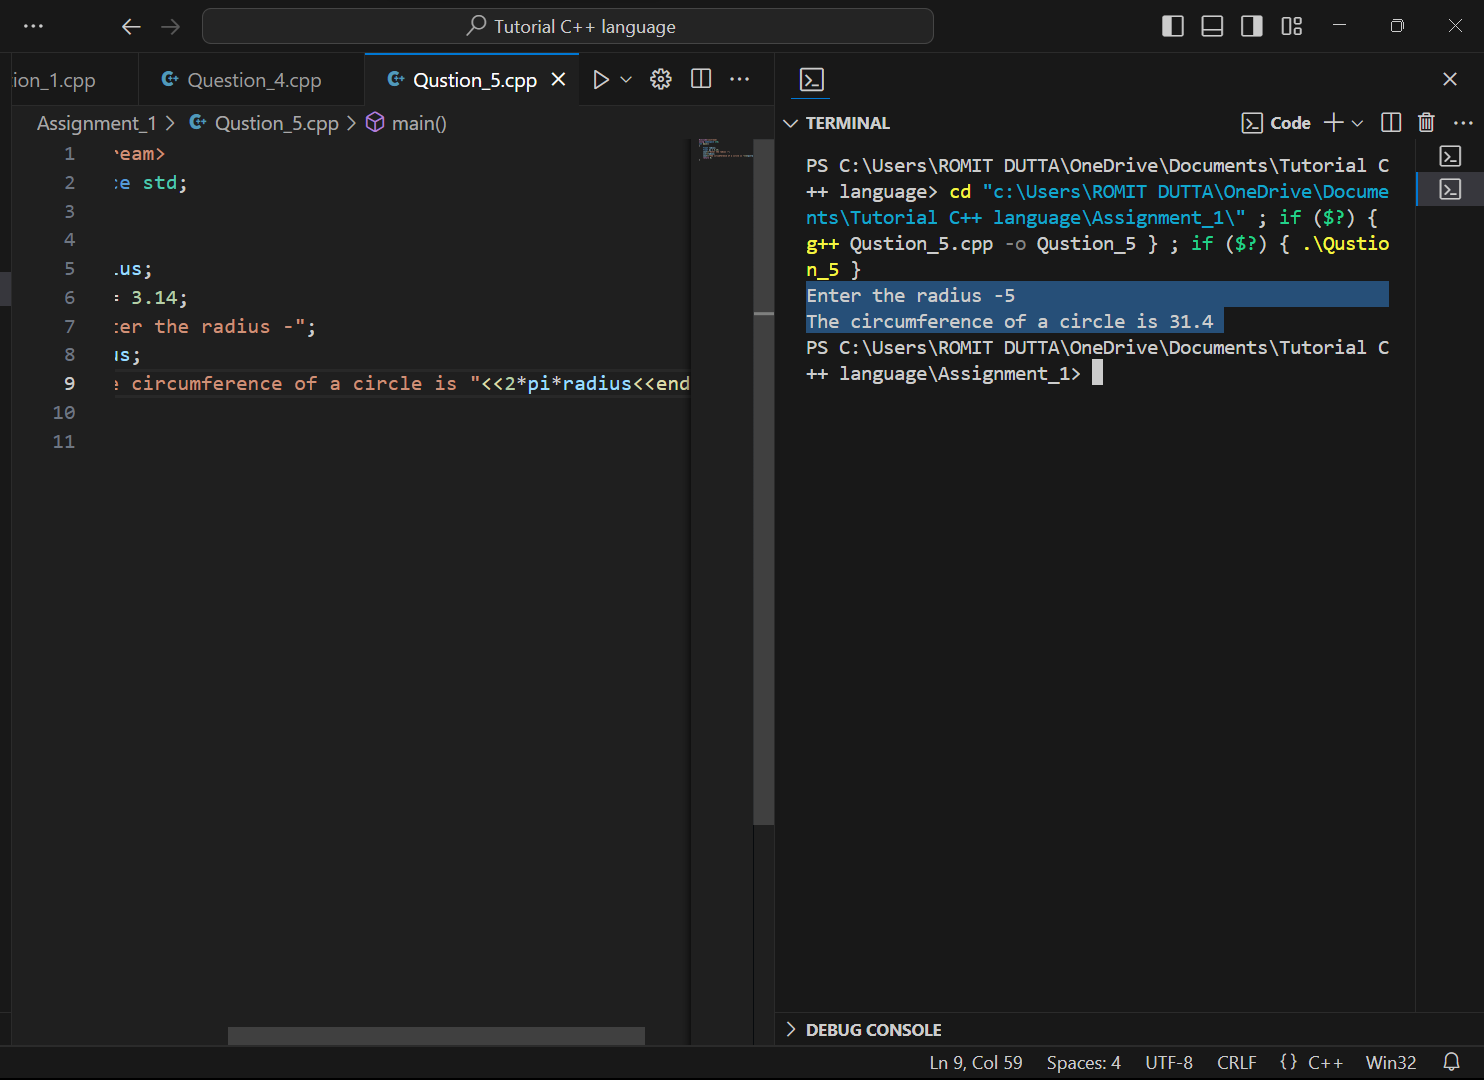 Tutorial C++ language
ion_1.cpp
Question_4.cpp
Qustion_5.cpp
Assignment_1 > Qustion_5.cpp > main()
1 ream>
2 ce std;
3
4
5 ius;
6 = 3.14;
7 ter the radius -";
8 us;
9 e circumference of a circle is "<<2*pi*radius<<end
10
11
TERMINAL
Code
PS C:\Users\ROMIT DUTTA\OneDrive\Documents\Tutorial C
++ language> cd "c:\Users\ROMIT DUTTA\OneDrive\Docume
nts\Tutorial C++ language\Assignment_1\" ; if ($?) {
g++ Qustion_5.cpp -o Qustion_5 } ; if ($?) { .\Qustio
n_5 }
Enter the radius -5
The circumference of a circle is 31.4
PS C:\Users\ROMIT DUTTA\OneDrive\Documents\Tutorial C
++ language\Assignment_1>
DEBUG CONSOLE
Ln 9, Col 59 Spaces: 4 UTF-8 CRLF {} C++ Win32